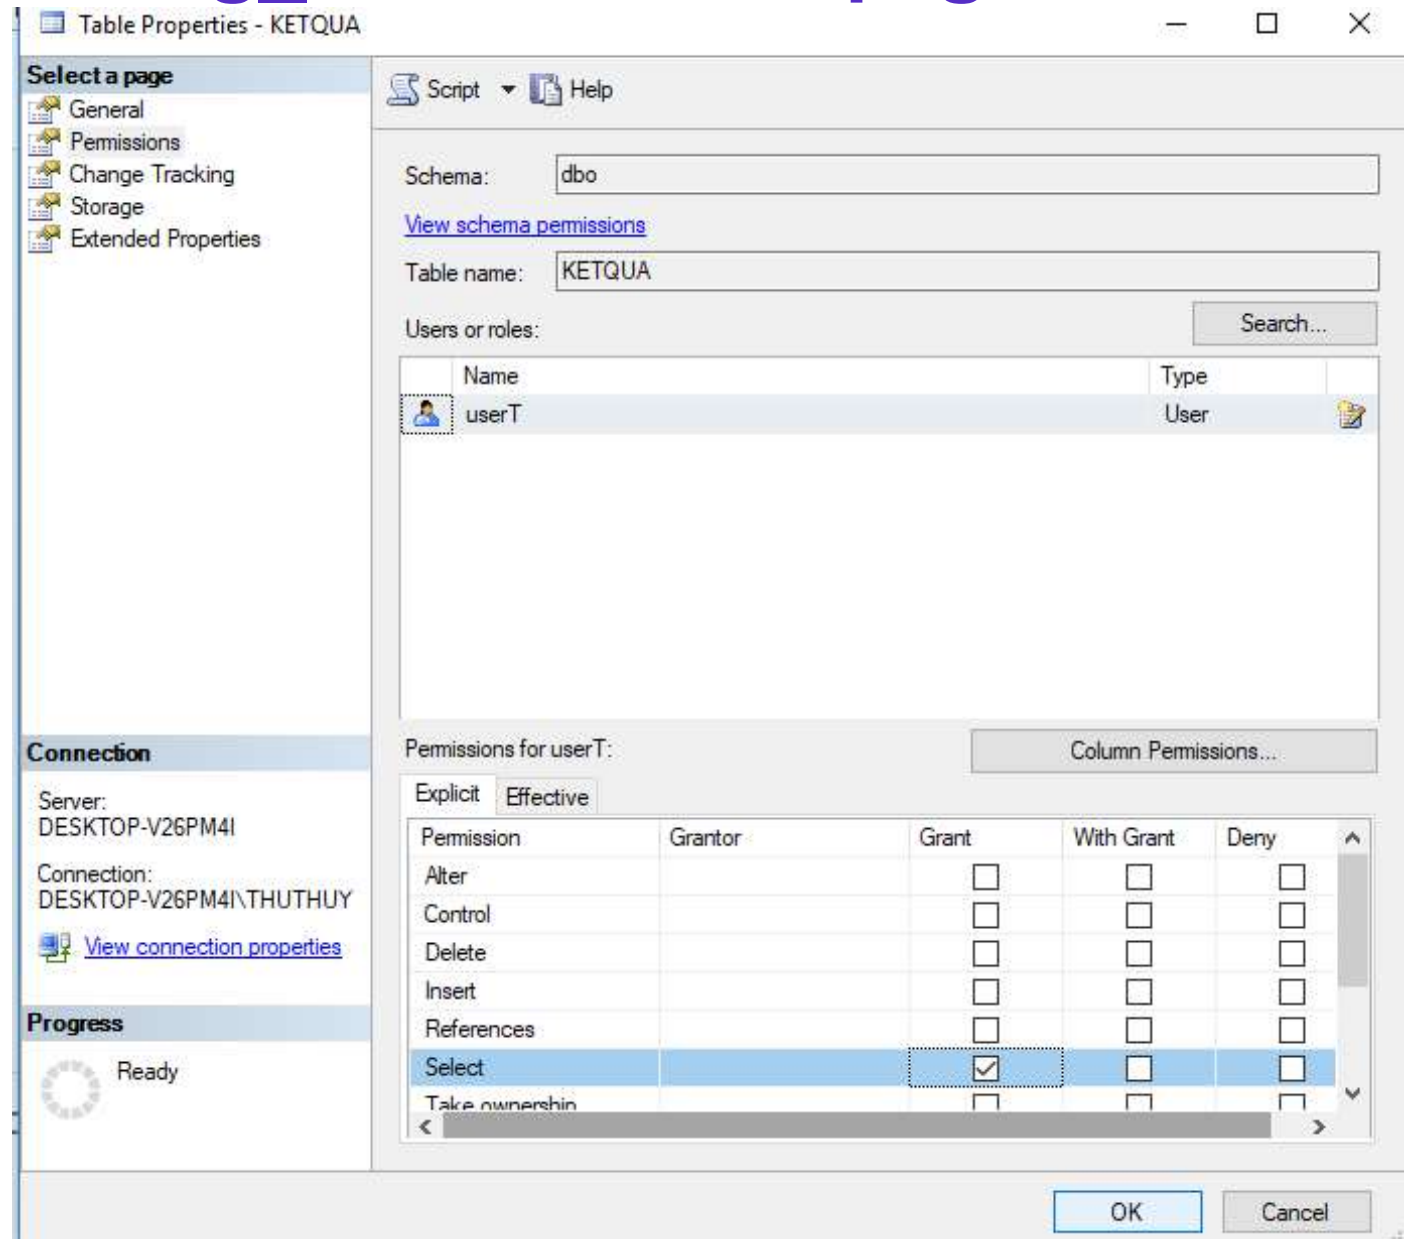 Table Properties - KETQUA
Select a page
General
Permissions
Change Tracking
Storage
Extended Properties
Script
Help
Schema:
dbo
View schema permissions
Table name:
KETQUA
Users or roles:
Search...
Name Type
userT User
Connection
Server:
DESKTOP-V26PM4I
Connection:
DESKTOP-V26PM4I\THUTHUY
View connection properties
Progress
Ready
Permissions for userT:
Column Permissions...
Explicit Effective
Permission Grantor Grant With Grant Deny
Alter
Control
Delete
Insert
References
Select
Take ownership
OK Cancel